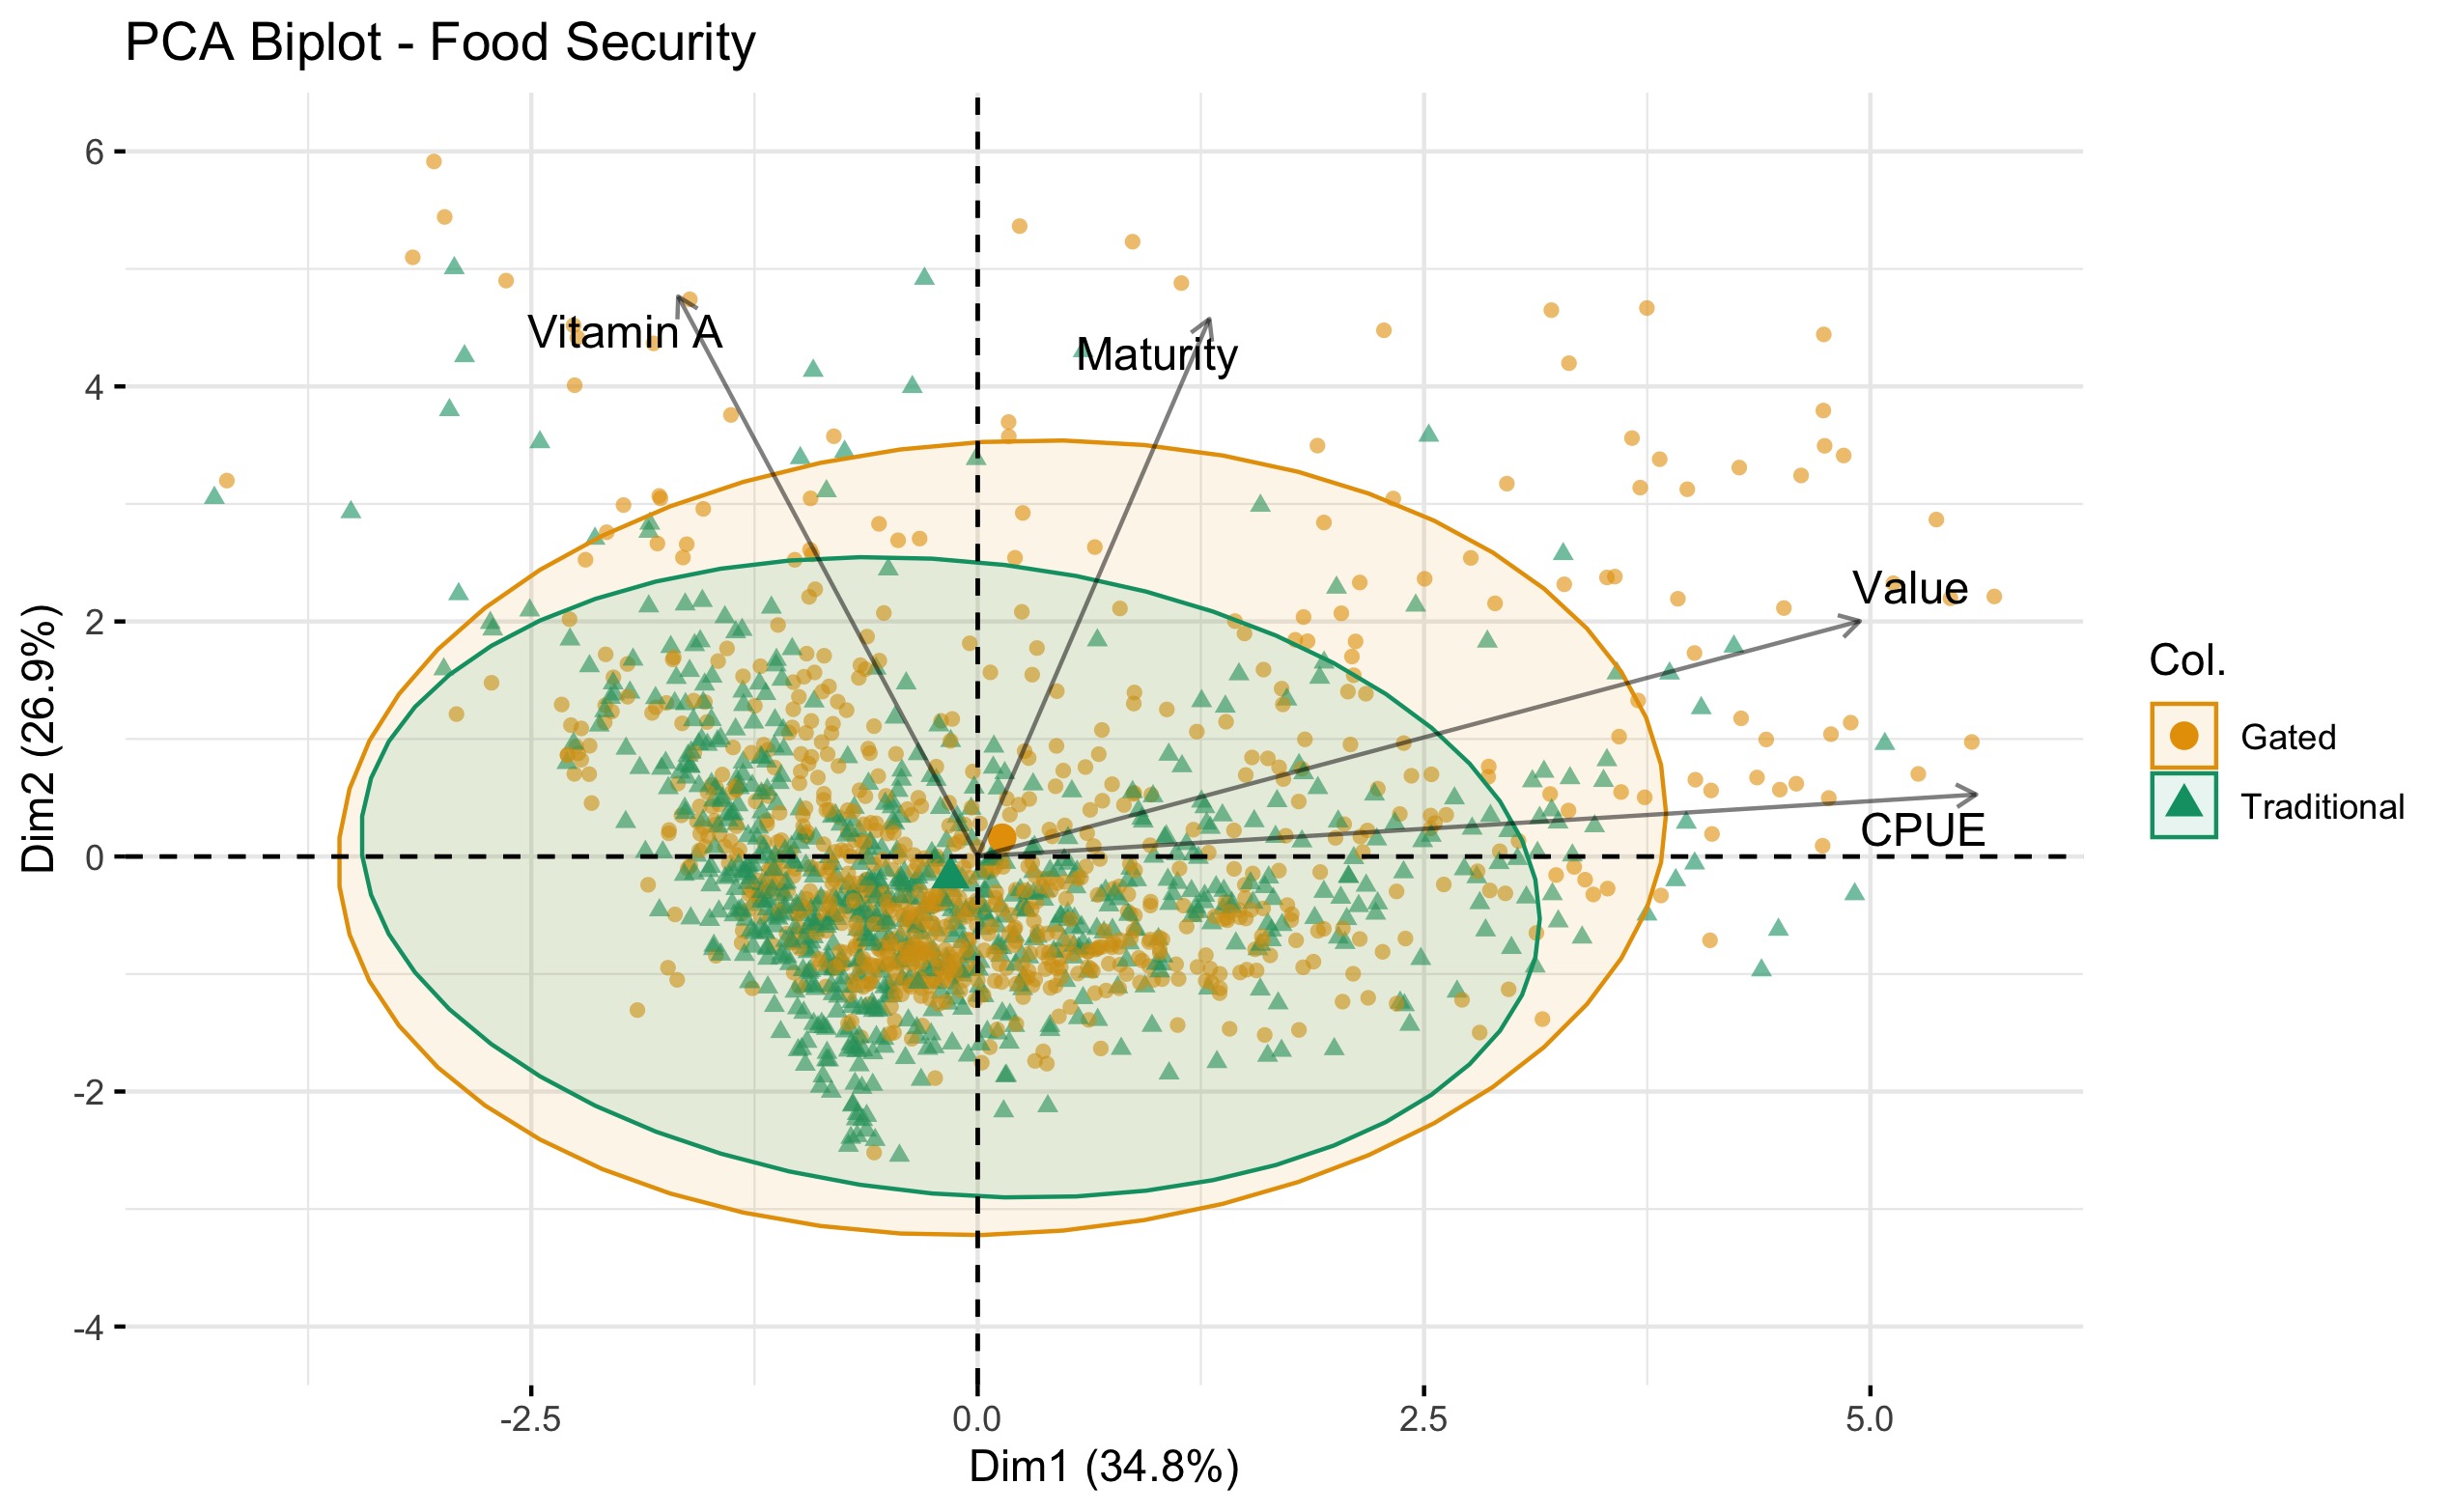 PCA Biplot - Food Security
6
4
2
0
-2
-4
Dim2 (26.9%)
Vitamin A
Maturity
Value
CPUE
Col.
Gated
Traditional
-2.5
0.0
2.5
5.0
Dim1 (34.8%)